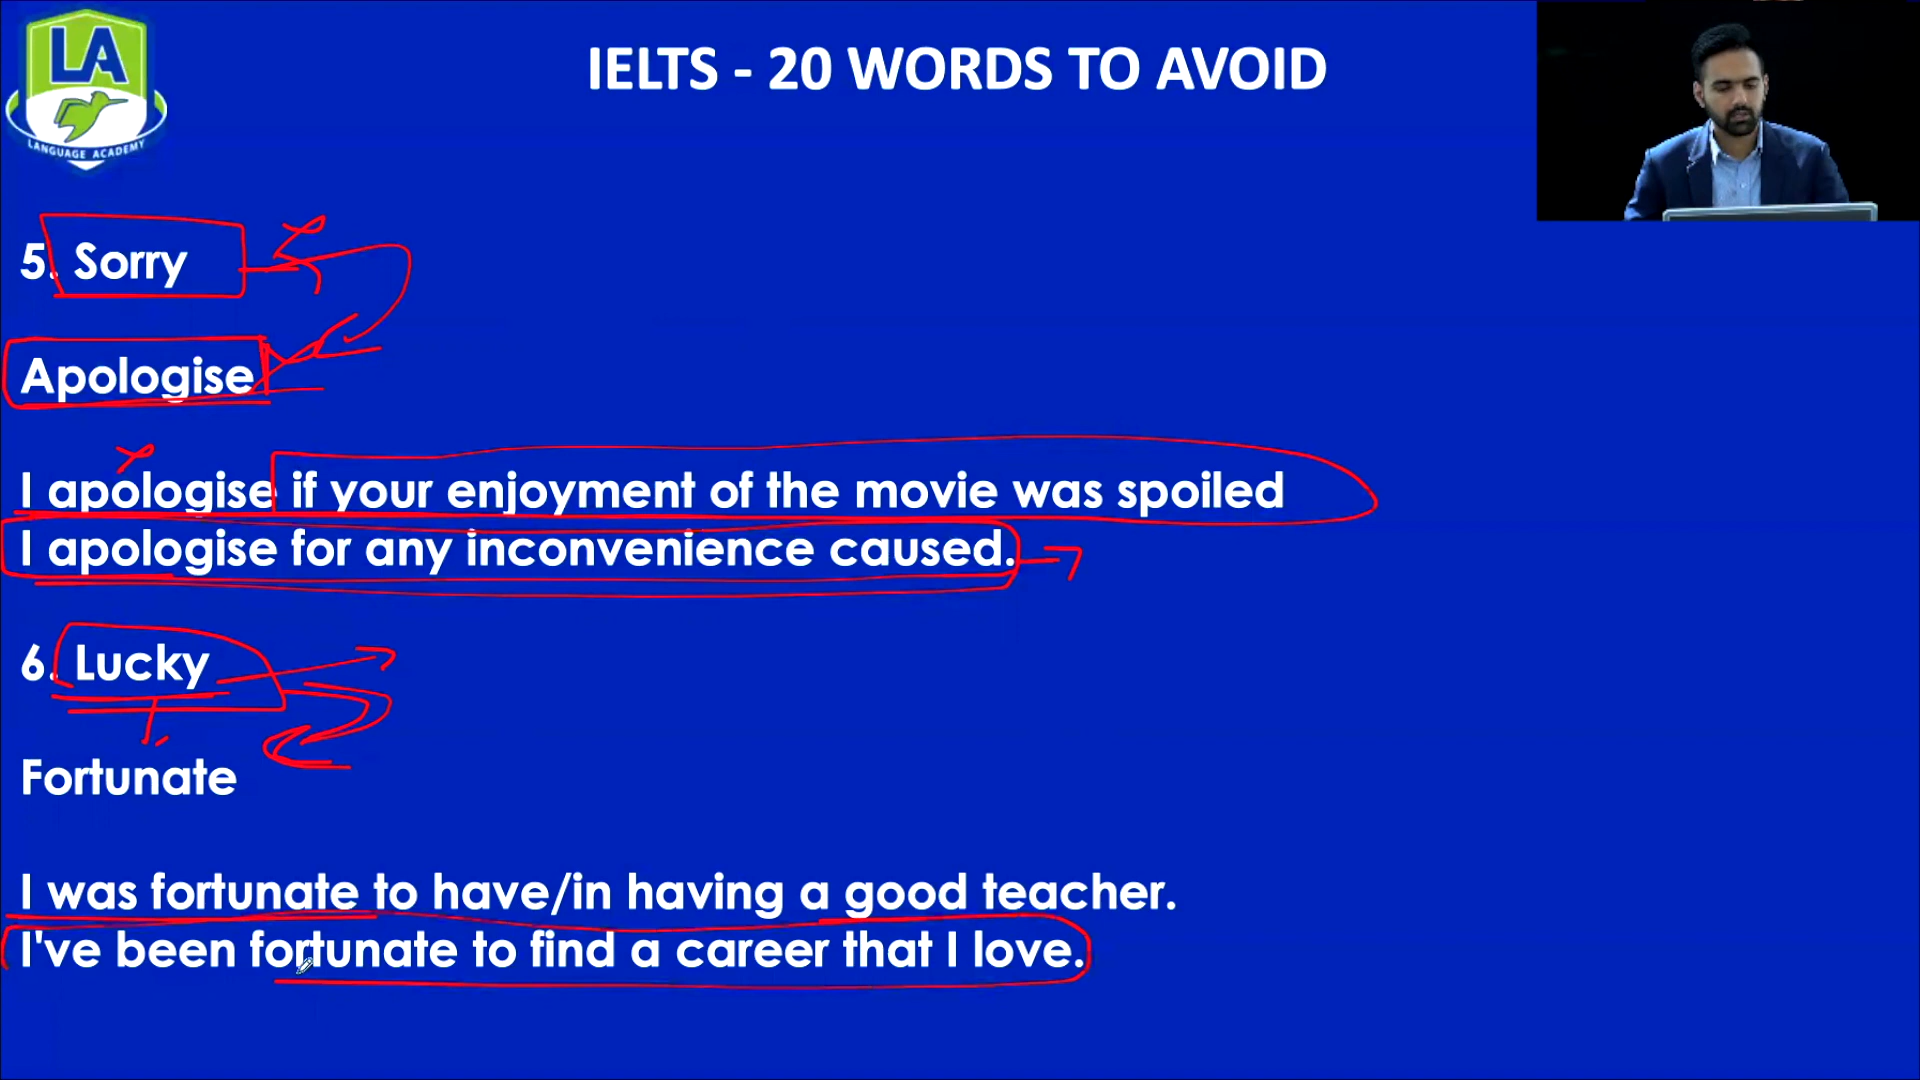 LA
LANGUAGE ACADEMY
IELTS - 20 WORDS TO AVOID
5. Sorry
Apologise
I apologise if your enjoyment of the movie was spoiled
I apologise for any inconvenience caused.
6. Lucky
Fortunate
I was fortunate to have/in having a good teacher.
I've been fortunate to find a career that I love.